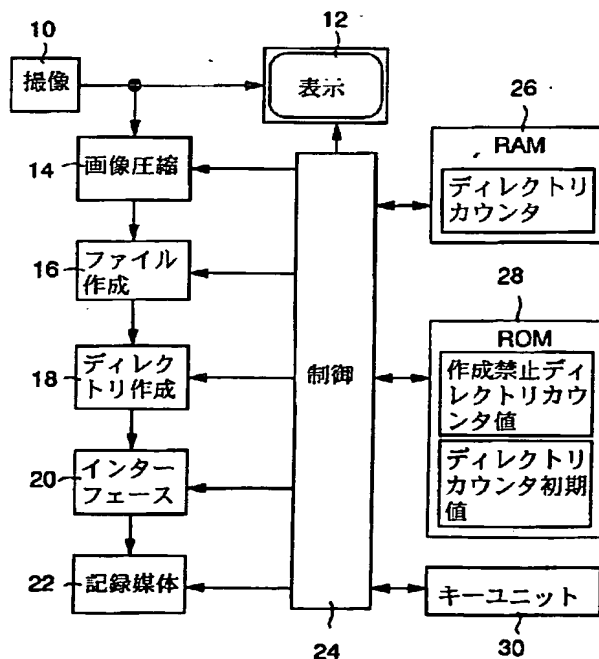 10
撮像
12
表示
14
画像圧縮
16
ファイル
作成
18
ディレク
トリ作成
20
インター
フェース
22
記録媒体
制御
24
26
RAM
ディレクトリ
カウンタ
28
ROM
作成禁止ディ
レクトリカウ
ンタ値
ディレクトリ
カウンタ初期
値
キーユニット
30